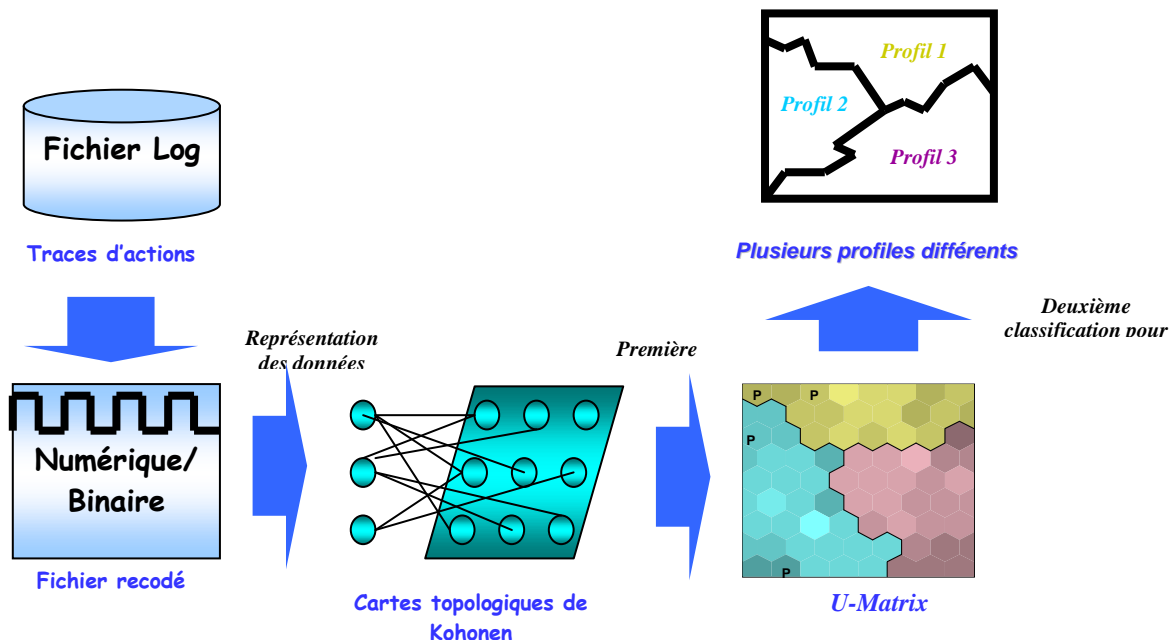 Fichier Log
Traces d'actions
Numérique/
Binaire
Fichier recodé
Représentation
des données
Cartes topologiques de
Kohonen
Première
P
P
P
P
U-Matrix
Deuxième
classification pour
Plusieurs profiles différents
Profil 1
Profil 2
Profil 3